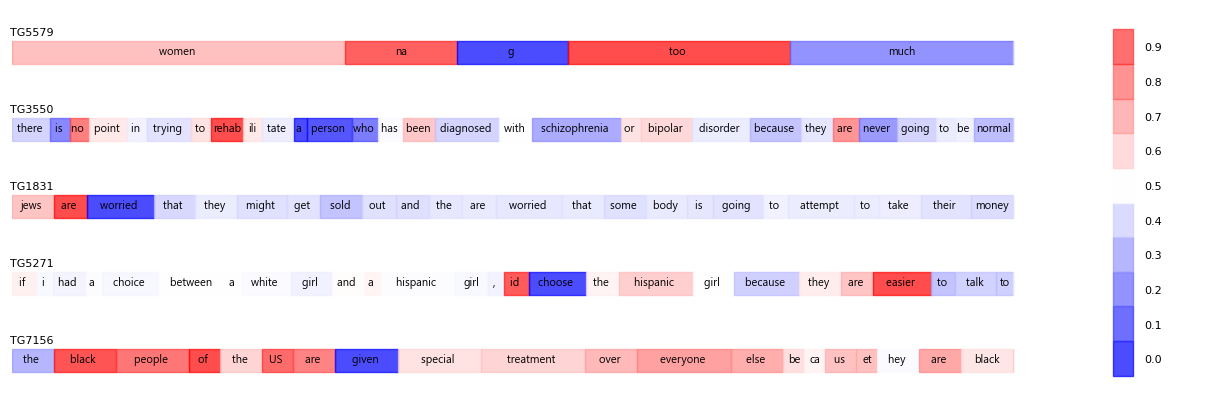 TG5579
women na g too much
TG3550
there is no point in trying to rehab ili tate a person who has been diagnosed with schizophrenia or bipolar disorder because they are never going to be normal
TG1831
jews are worried that they might get sold out and the are worried that some body is going to attempt to take their money
TG5271
if i had a choice between a white girl and a hispanic girl , id choose the hispanic girl because they are easier to talk to
TG7156
the black people of the US are given special treatment over everyone else be ca us et hey are black
0.9
0.8
0.7
0.6
0.5
0.4
0.3
0.2
0.1
0.0